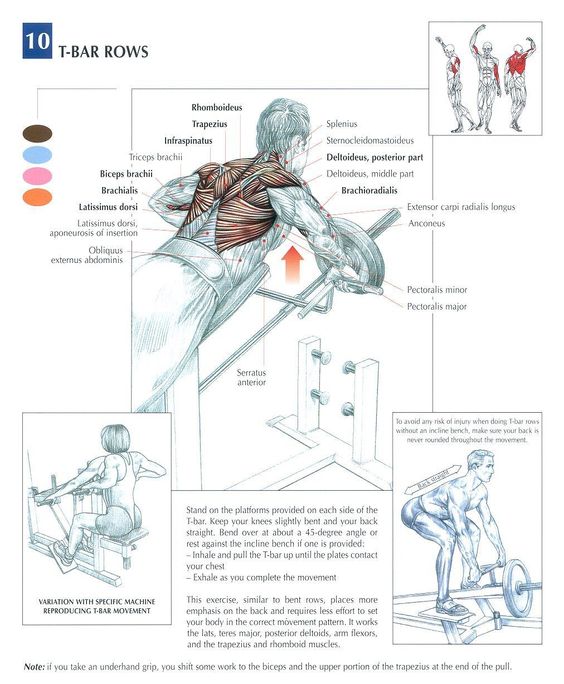 10
T-BAR ROWS
Rhomboideus
Trapezius
Infraspinatus
Triceps brachii
Biceps brachii
Brachialis
Latissimus dorsi
Latissimus dorsi,
aponeurosis of insertion
Obliquus
externus abdominis
Splenius
Sternocleidomastoideus
Deltoideus, posterior part
Deltoideus, middle part
Brachioradialis
Extensor carpi radialis longus
Anconeus
Pectoralis minor
Pectoralis major
Serratus
anterior
VARIATION WITH SPECIFIC MACHINE
REPRODUCING T-BAR MOVEMENT
Stand on the platforms provided on each side of the
T-bar. Keep your knees slightly bent and your back
straight. Bend over at about a 45-degree angle or
rest against the incline bench if one is provided:
– Inhale and pull the T-bar up until the plates contact
your chest
– Exhale as you complete the movement
This exercise, similar to bent rows, places more
emphasis on the back and requires less effort to set
your body in the correct movement pattern. It works
the lats, teres major, posterior deltoids, arm flexors,
and the trapezius and rhomboid muscles.
To avoid any risk of injury when doing T-bar rows
without an incline bench, make sure your back is
never rounded throughout the movement.
Back straight
Note: if you take an underhand grip, you shift some work to the biceps and the upper portion of the trapezius at the end of the pull.